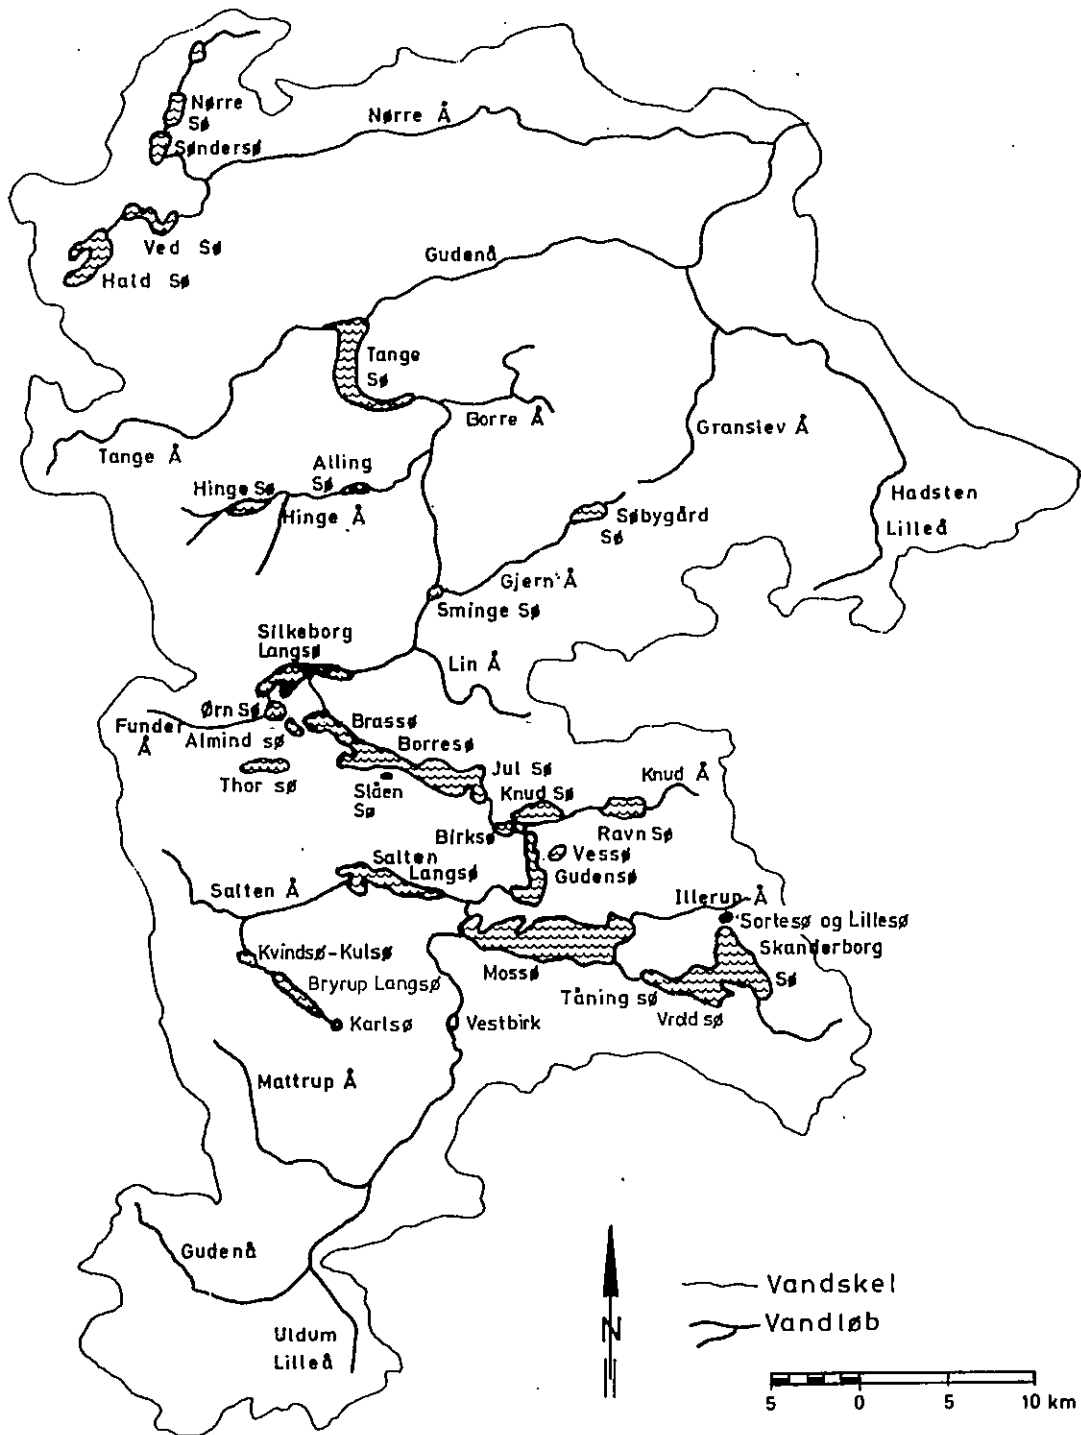 Nørre
Sø
Søndersø
Nørre Å
Ved Sø
Hald Sø
Gudenå
Tange
Sø
Borre Å
Tange Å
Granslev Å
Alling
Sø
Hinge Sø
Hinge Å
Hadsten
Lilleå
Søbygård
Sø
Gjern Å
Sminge Sø
Silkeborg
Langsø
Lin Å
Ørn Sø
Funder
Å
Almind sø
Brassø
Borresø
Thor sø
Slåen
Sø
Jul Sø
Knud Sø
Knud Å
Birksø
Ravn Sø
Vessø
Gudensø
Salten
Langsø
Salten Å
Illerup Å
Sortesø og Lillesø
Skanderborg
Sø
Kvindsø-Kulsø
Mossø
Bryrup Langsø
Tåning sø
Vrold sø
Karlsø
Vestbirk
Mattrup Å
Gudenå
Uldum
Lilleå
N
Vandskel
Vandløb
5 0 5 10 km